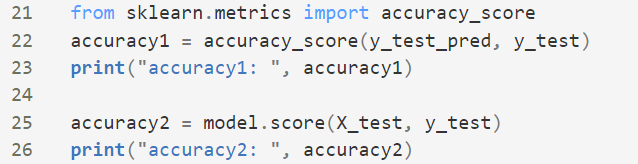 21 from sklearn.metrics import accuracy_score
22 accuracy1 = accuracy_score(y_test_pred, y_test)
23 print("accuracy1: ", accuracy1)
24
25 accuracy2 = model.score(X_test, y_test)
26 print("accuracy2: ", accuracy2)